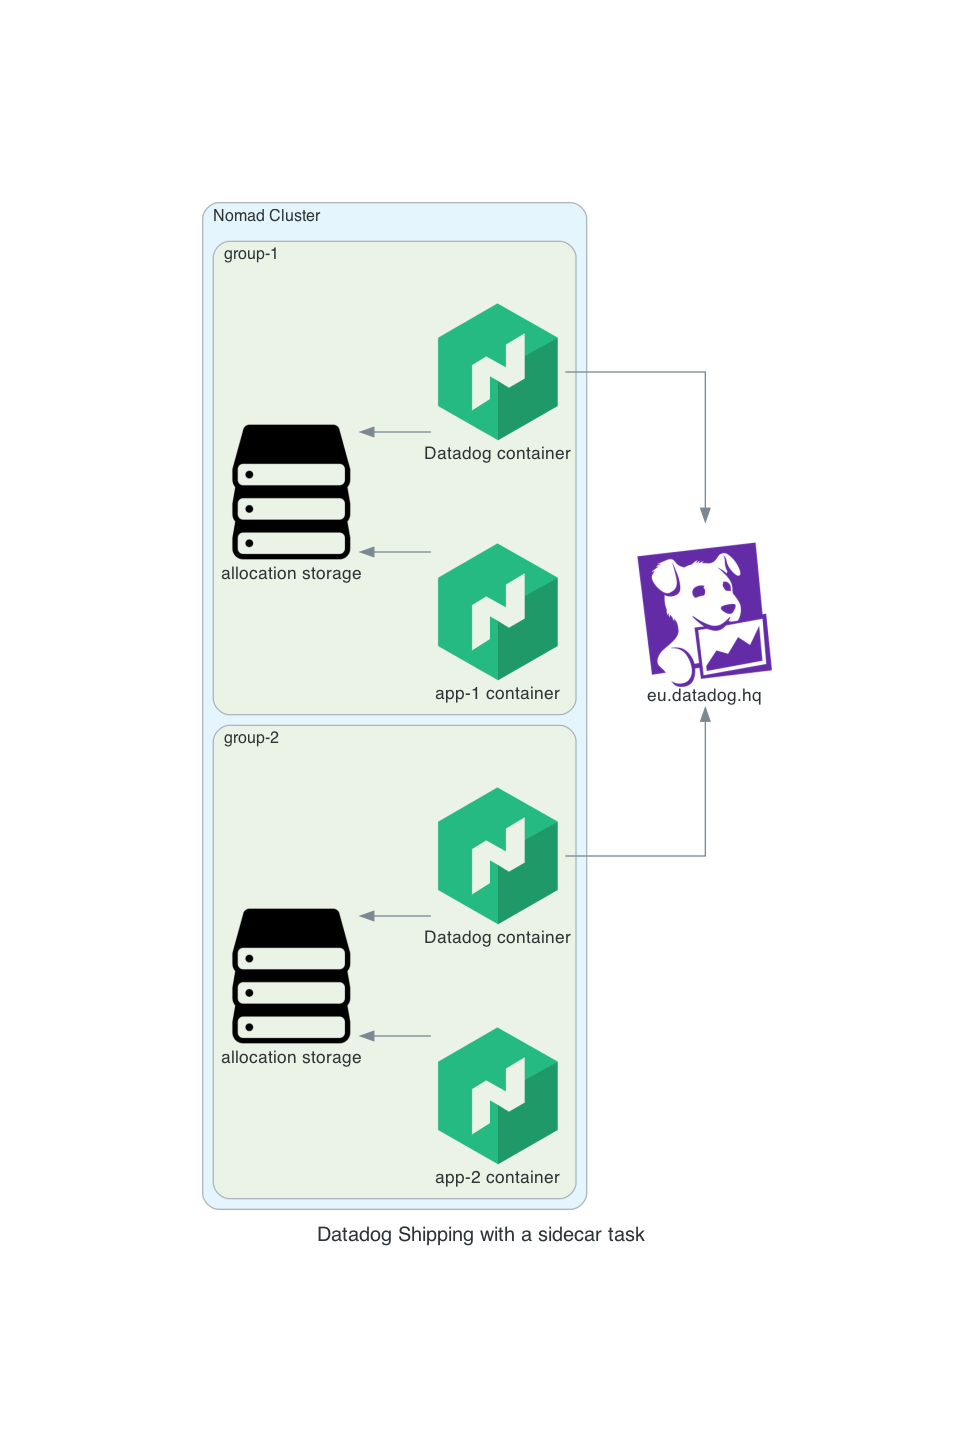 Nomad Cluster
group-1
Datadog container
allocation storage
app-1 container
eu.datadog.hq
group-2
Datadog container
allocation storage
app-2 container
Datadog Shipping with a sidecar task